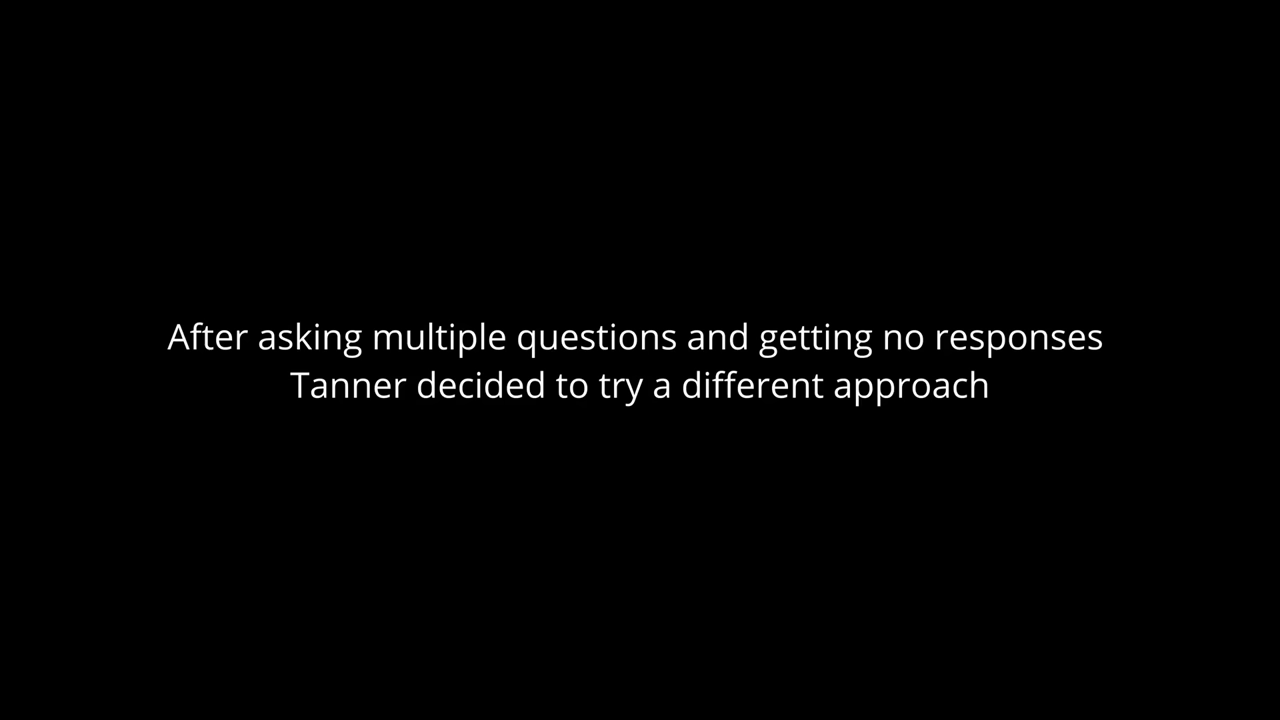 After asking multiple questions and getting no responses
Tanner decided to try a different approach